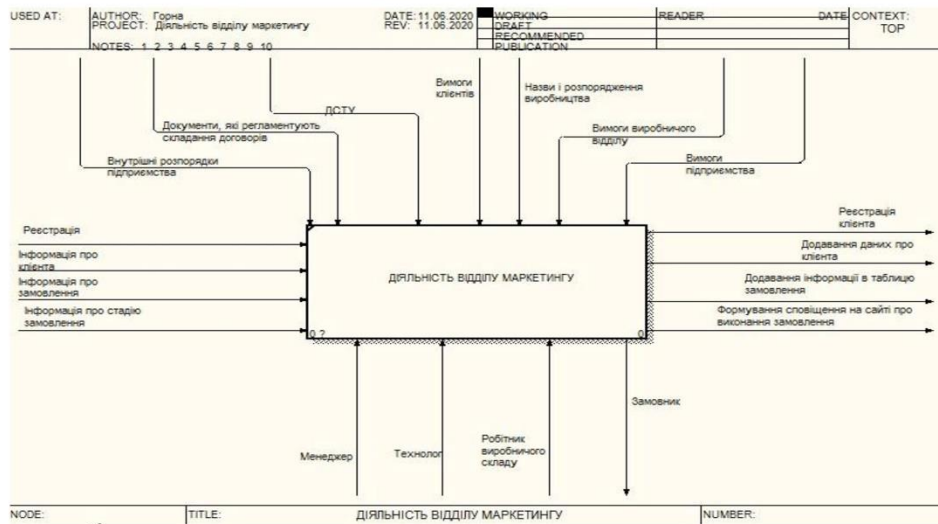 USED AT:
AUTHOR: Горна
DATE: 11.06.2020
WORKING
READER
DATE
CONTEXT:
PROJECT: Діяльність відділу маркетингу
REV: 11.06.2020
DRAFT
TOP
RECOMMENDED
NOTES: 1 2 3 4 5 6 7 8 9 10
PUBLICATION
Вимоги
клієнтів
Назви і розпорядження
виробництва
ДСТУ
Документи, які регламентують
складання договорів
Вимоги виробничого
відділу
Внутрішні розпорядки
підприємства
Вимоги
підприємства
Реєстрація
Інформація про
клієнта
Інформація про
замовлення
Інформація про стадію
замовлення
ДІЯЛЬНІСТЬ ВІДДІЛУ МАРКЕТИНГУ
0 ?
0
Реєстрація
клієнта
Додавання даних про
клієнта
Додавання інформації в таблицю
замовлення
Формування сповіщення на сайті про
виконання замовлення
Менеджер
Технолог
Робітник
виробничого
складу
Замовник
NODE:
TITLE:
ДІЯЛЬНІСТЬ ВІДДІЛУ МАРКЕТИНГУ
NUMBER: